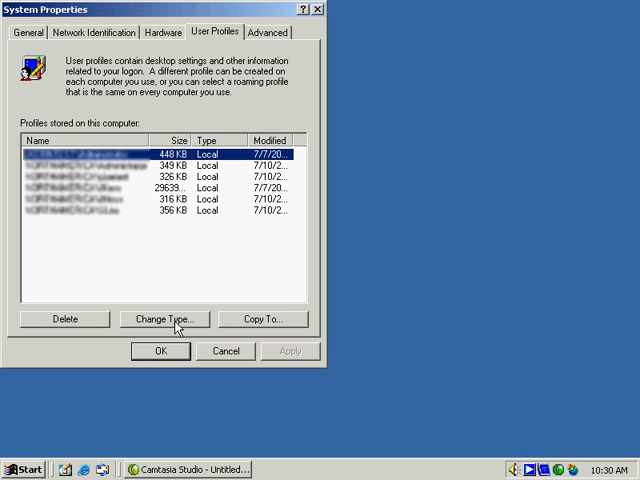 System Properties
General
Network Identification
Hardware
User Profiles
Advanced
User profiles contain desktop settings and other information
related to your logon. A different profile can be created on
each computer you use, or you can select a roaming profile
that is the same on every computer you use.
Profiles stored on this computer:
Name Size Type Modified
448 KB Local 7/7/20...
349 KB Local 7/10/2...
326 KB Local 7/10/2...
29639... Local 7/7/20...
316 KB Local 7/10/2...
356 KB Local 7/10/2...
Delete
Change Type...
Copy To...
OK
Cancel
Apply
Start
Camtasia Studio - Untitled...
10:30 AM